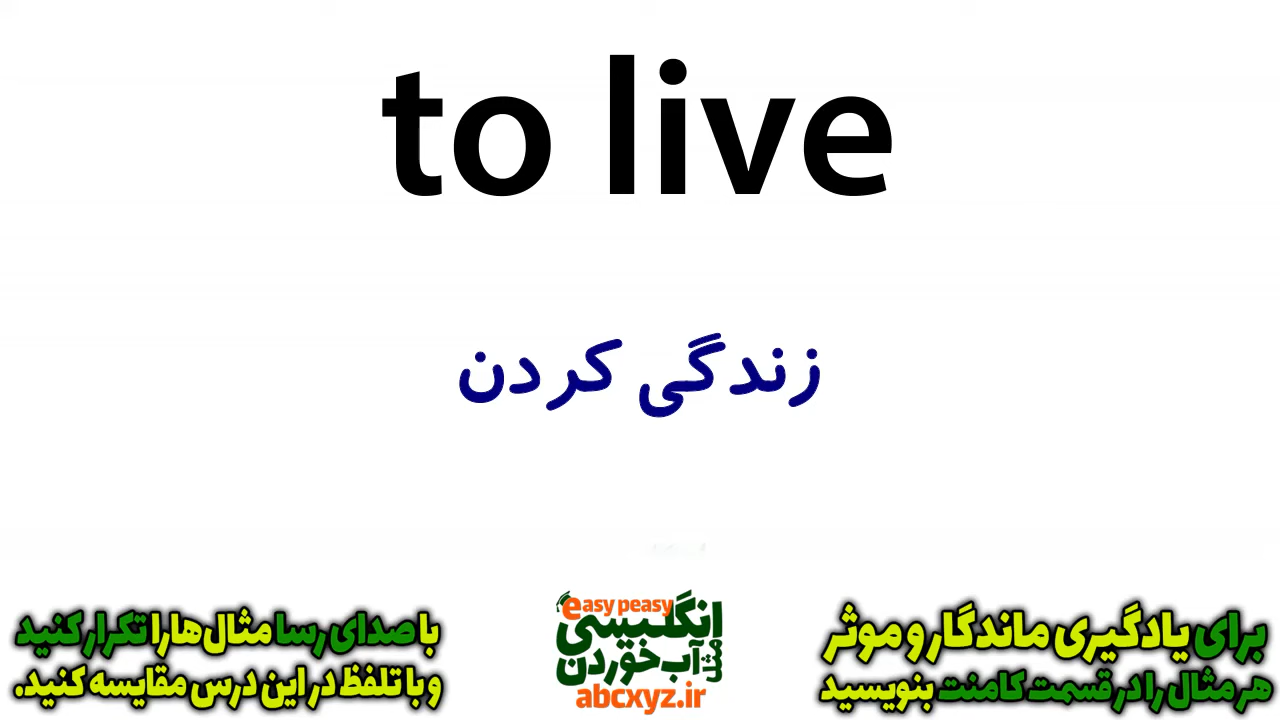 to live
زندگی کردن
برای یادگیری ماندگار و موثر
هر مثال را در قسمت کامنت بنویسید
easy peasy
انگلیسی
مثل آب خوردن
abcxyz.ir
با صدای رسا مثال‌ها را تکرار کنید
و با تلفظ در این درس مقایسه کنید.